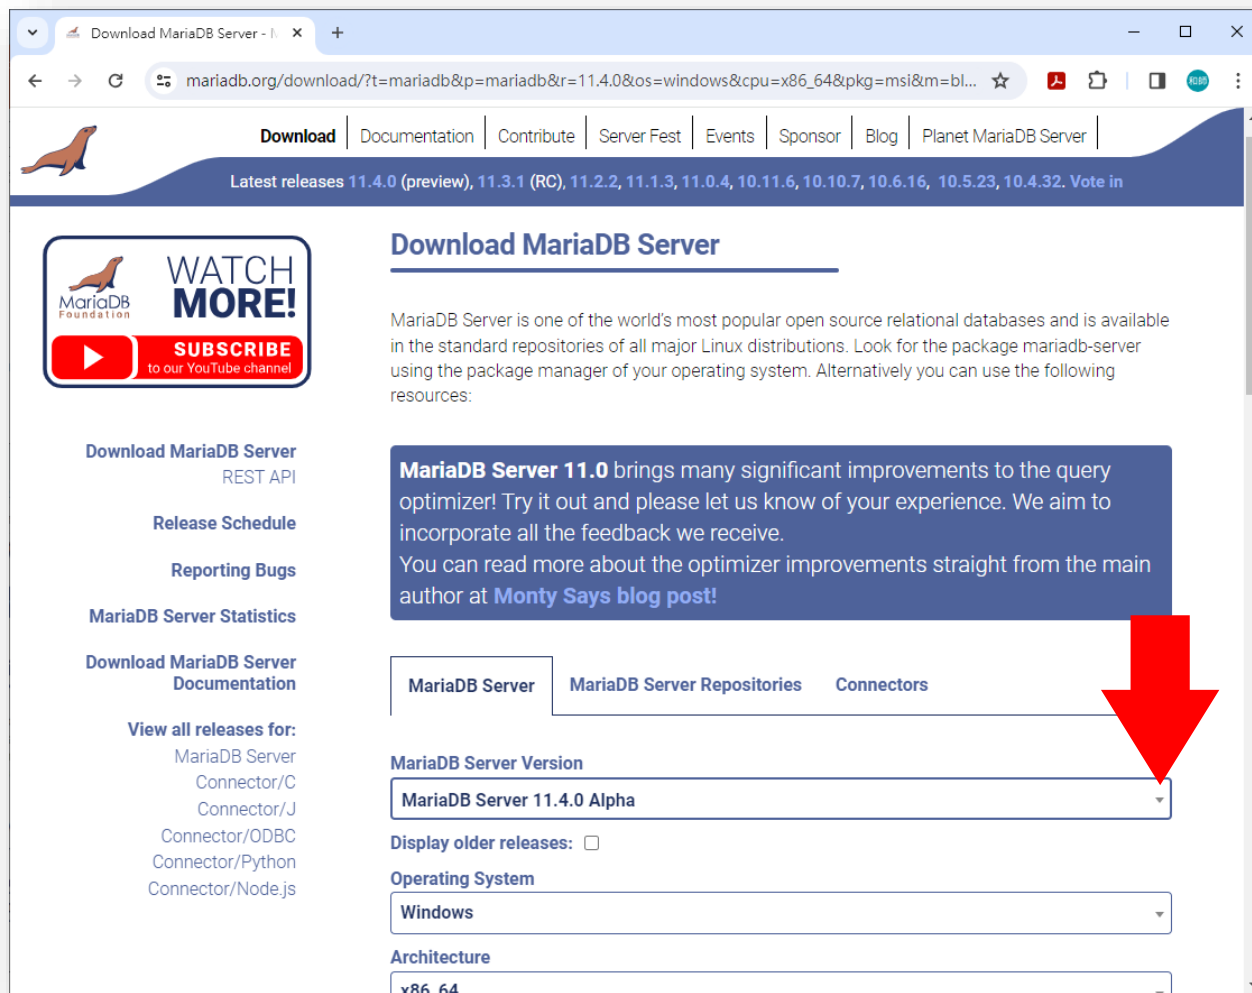 Download MariaDB Server -
mariadb.org/download/?t=mariadb&p=mariadb&r=11.4.0&os=windows&cpu=x86_64&pkg=msi&m=bl...
Download
Documentation
Contribute
Server Fest
Events
Sponsor
Blog
Planet MariaDB Server
Latest releases 11.4.0 (preview), 11.3.1 (RC), 11.2.2, 11.1.3, 11.0.4, 10.11.6, 10.10.7, 10.6.16, 10.5.23, 10.4.32. Vote in
WATCH
MORE!
MariaDB
Foundation
SUBSCRIBE
to our YouTube channel
Download MariaDB Server
REST API
Release Schedule
Reporting Bugs
MariaDB Server Statistics
Download MariaDB Server
Documentation
View all releases for:
MariaDB Server
Connector/C
Connector/J
Connector/ODBC
Connector/Python
Connector/Node.js
Download MariaDB Server
MariaDB Server is one of the world's most popular open source relational databases and is available
in the standard repositories of all major Linux distributions. Look for the package mariadb-server
using the package manager of your operating system. Alternatively you can use the following
resources:
MariaDB Server 11.0 brings many significant improvements to the query
optimizer! Try it out and please let us know of your experience. We aim to
incorporate all the feedback we receive.
You can read more about the optimizer improvements straight from the main
author at Monty Says blog post!
MariaDB Server
MariaDB Server Repositories
Connectors
MariaDB Server Version
MariaDB Server 11.4.0 Alpha
Display older releases:
Operating System
Windows
Architecture
x86_64